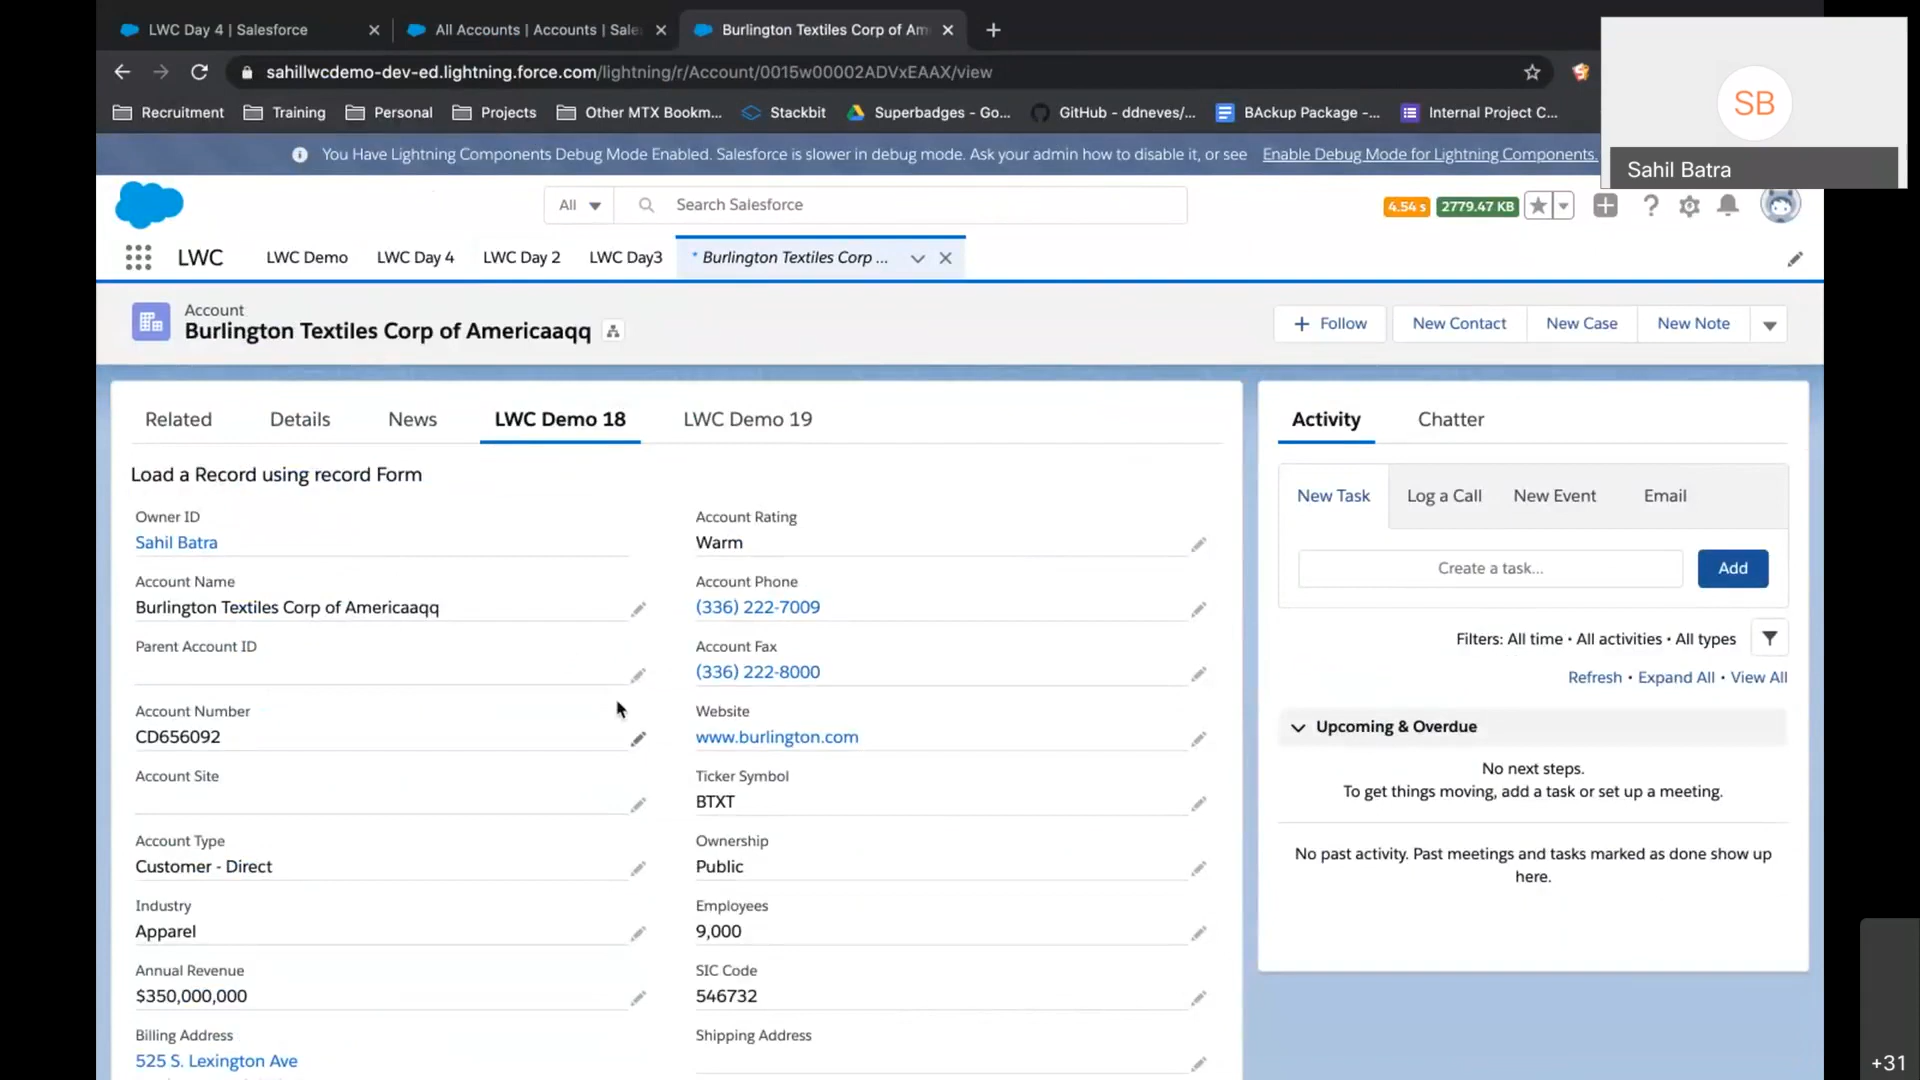 LWC Day 4 | Salesforce
All Accounts | Accounts | Sale
Burlington Textiles Corp of Am
sahillwcdemo-dev-ed.lightning.force.com/lightning/r/Account/0015w00002ADVxEAAX/view
Recruitment
Training
Personal
Projects
Other MTX Bookm...
Stackbit
Superbadges - Go...
GitHub - ddneves/...
BAckup Package -...
Internal Project C...
SB
Sahil Batra
You Have Lightning Components Debug Mode Enabled. Salesforce is slower in debug mode. Ask your admin how to disable it, or see Enable Debug Mode for Lightning Components.
All
Search Salesforce
4.54 s
2779.47 KB
LWC
LWC Demo
LWC Day 4
LWC Day 2
LWC Day3
* Burlington Textiles Corp ...
Account
Burlington Textiles Corp of Americaaqq
+ Follow
New Contact
New Case
New Note
Related
Details
News
LWC Demo 18
LWC Demo 19
Load a Record using record Form
Owner ID
Sahil Batra
Account Rating
Warm
Account Name
Burlington Textiles Corp of Americaaqq
Account Phone
(336) 222-7009
Parent Account ID
Account Fax
(336) 222-8000
Account Number
CD656092
Website
www.burlington.com
Account Site
Ticker Symbol
BTXT
Account Type
Customer - Direct
Ownership
Public
Industry
Apparel
Employees
9,000
Annual Revenue
$350,000,000
SIC Code
546732
Billing Address
525 S. Lexington Ave
Shipping Address
Activity
Chatter
New Task
Log a Call
New Event
Email
Create a task...
Add
Filters: All time • All activities • All types
Refresh • Expand All • View All
Upcoming & Overdue
No next steps.
To get things moving, add a task or set up a meeting.
No past activity. Past meetings and tasks marked as done show up
here.
+31